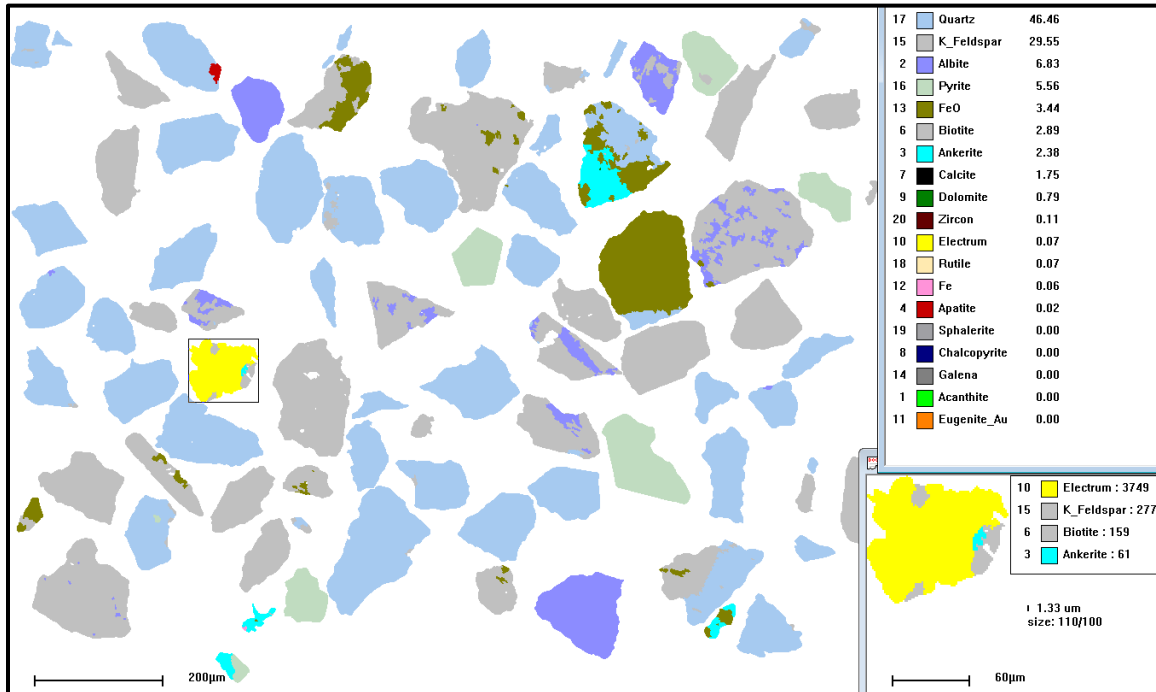 17 Quartz 46.46
15 K_Feldspar 29.55
2 Albite 6.83
16 Pyrite 5.56
13 FeO 3.44
6 Biotite 2.89
3 Ankerite 2.38
7 Calcite 1.75
9 Dolomite 0.79
20 Zircon 0.11
10 Electrum 0.07
18 Rutile 0.07
12 Fe 0.06
4 Apatite 0.02
19 Sphalerite 0.00
8 Chalcopyrite 0.00
14 Galena 0.00
1 Acanthite 0.00
11 Eugenite_Au 0.00
10 Electrum : 3749
15 K_Feldspar : 277
6 Biotite : 159
3 Ankerite : 61
1.33 um
size: 110/100
200µm
60µm